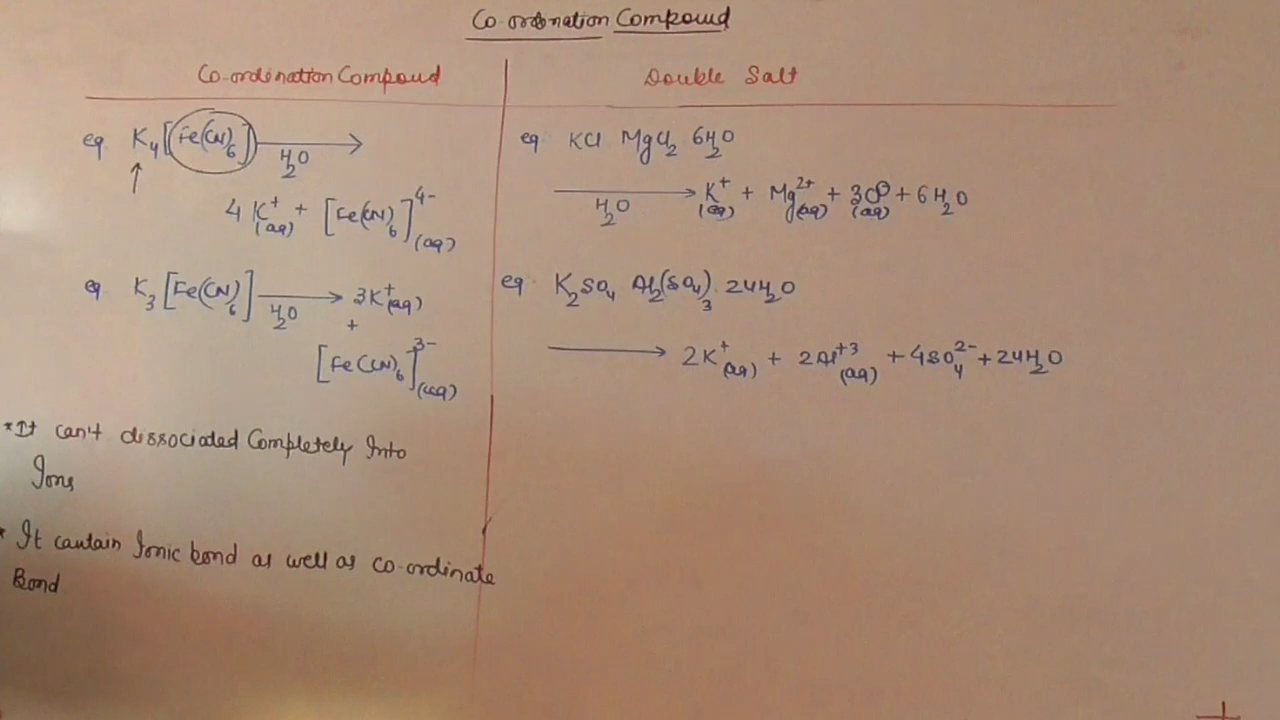 Co-ordination Compound
Co-ordination Compoud
Double Salt
eg K₄[Fe(CN)₆] H₂O
4K⁺(aq) + [Fe(CN)₆]⁴⁻(aq)
eg K₃[Fe(CN)₆] H₂O → 3K⁺(aq)
+
[Fe(CN)₆]³⁻(aq)
*It can't dissociated Completely Into
Ions
* It contain Ionic bond as well as co-ordinate
Bond
eg KCl MgCl₂ 6H₂O
H₂O → K⁺(aq) + Mg²⁺(aq) + 3Cl⊖(aq) + 6H₂O
eg K₂SO₄ Al₂(SO₄)₃. 24H₂O
→ 2K⁺(aq) + 2Al⁺³(aq) + 4SO₄²⁻ + 24H₂O